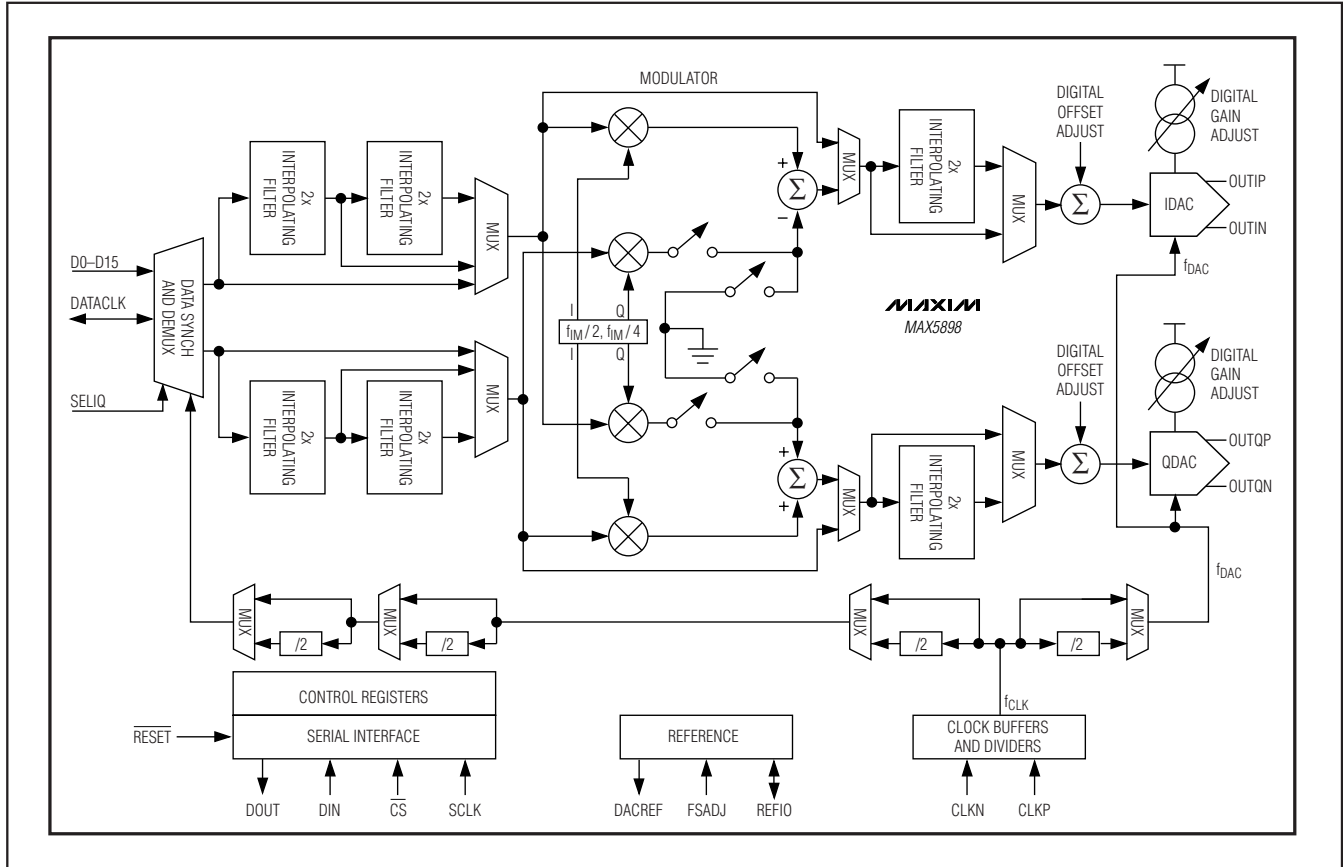 MODULATOR
DIGITAL
OFFSET
ADJUST
DIGITAL
GAIN
ADJUST
2x
INTERPOLATING
FILTER
2x
INTERPOLATING
FILTER
MUX
MUX
2x
INTERPOLATING
FILTER
MUX
+
Σ
−
Σ
IDAC
OUTIP
OUTIN
fDAC
D0–D15
DATACLK
SELIQ
DATA SYNCH
AND DEMUX
I Q
fIM / 2, fIM / 4
I Q
MAXIM
MAX5898
2x
INTERPOLATING
FILTER
2x
INTERPOLATING
FILTER
MUX
DIGITAL
OFFSET
ADJUST
DIGITAL
GAIN
ADJUST
+
Σ
+
MUX
2x
INTERPOLATING
FILTER
MUX
Σ
QDAC
OUTQP
OUTQN
fDAC
MUX
/2
MUX
/2
MUX
/2
/2
MUX
fCLK
CONTROL REGISTERS
SERIAL INTERFACE
RESET
DOUT
DIN
CS
SCLK
REFERENCE
DACREF
FSADJ
REFIO
CLOCK BUFFERS
AND DIVIDERS
CLKN
CLKP